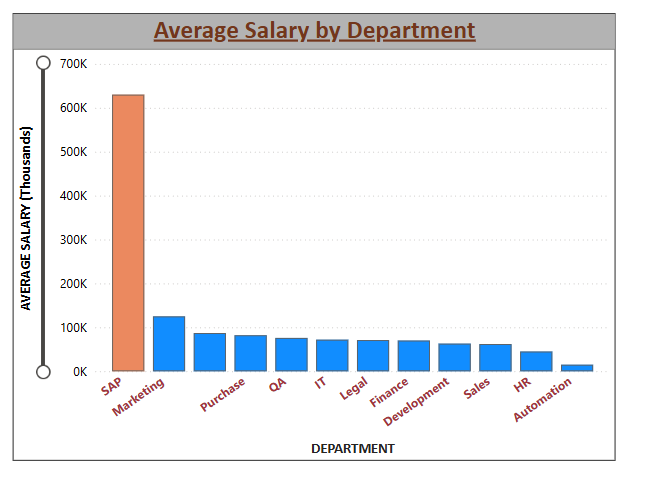 Average Salary by Department
AVERAGE SALARY (Thousands)
700K
600K
500K
400K
300K
200K
100K
0K
SAP
Marketing
Purchase
QA
IT
Legal
Finance
Development
Sales
HR
Automation
DEPARTMENT